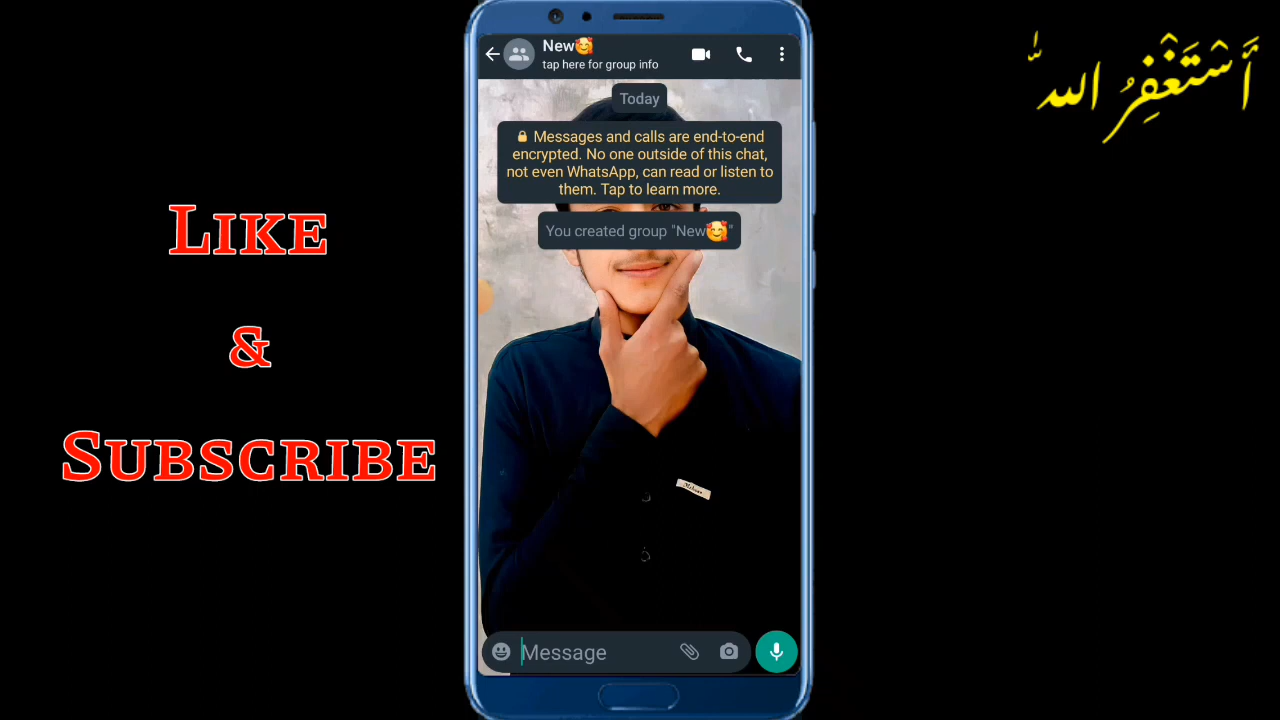 New🥰
tap here for group info
أَسْتَغْفِرُ اللهَّ
Today
🔒 Messages and calls are end-to-end
encrypted. No one outside of this chat,
not even WhatsApp, can read or listen to
them. Tap to learn more.
You created group "New🥰"
Like
&
Subscribe
Message